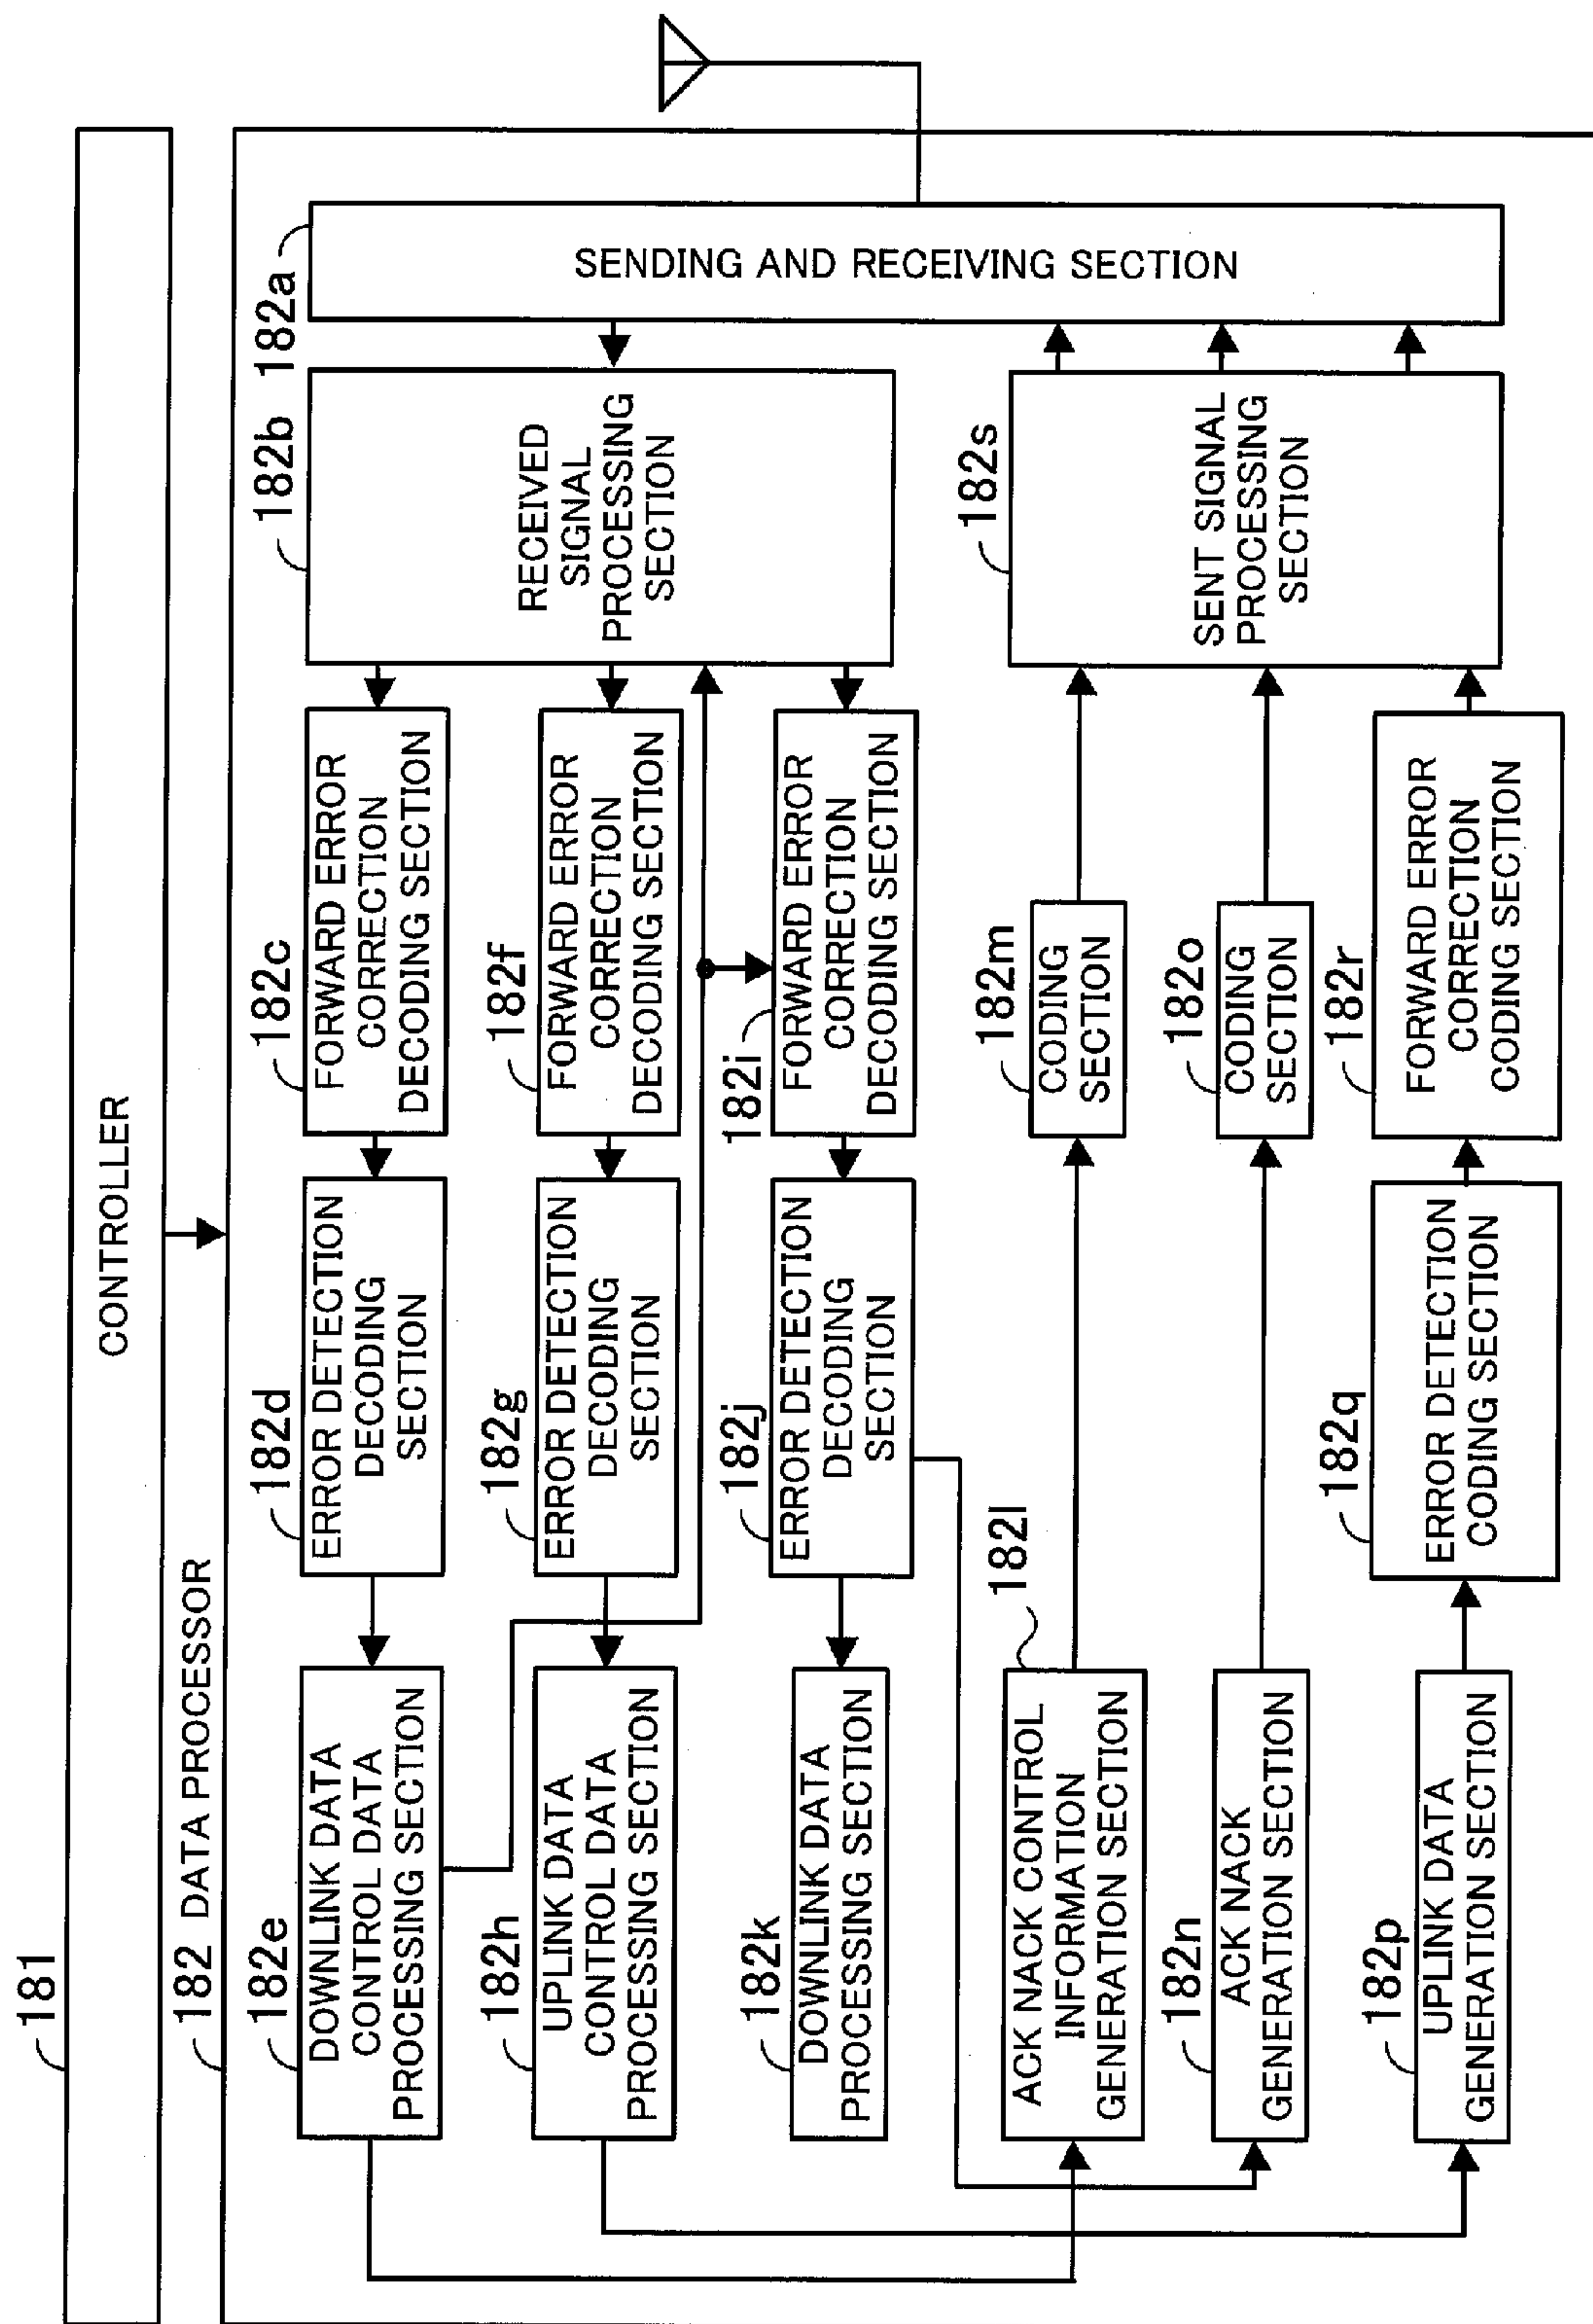 181
CONTROLLER
182 DATA PROCESSOR
182e
DOWNLINK DATA
CONTROL DATA
PROCESSING SECTION
182d
ERROR DETECTION
DECODING
SECTION
182c
FORWARD ERROR
CORRECTION
DECODING SECTION
182b
RECEIVED
SIGNAL
PROCESSING
SECTION
182a
SENDING AND RECEIVING SECTION
182h
UPLINK DATA
CONTROL DATA
PROCESSING SECTION
182g
ERROR DETECTION
DECODING
SECTION
182f
FORWARD ERROR
CORRECTION
DECODING SECTION
182k
DOWNLINK DATA
PROCESSING SECTION
182j
ERROR DETECTION
DECODING
SECTION
182i
FORWARD ERROR
CORRECTION
DECODING SECTION
182l
ACK NACK CONTROL
INFORMATION
GENERATION SECTION
182m
CODING
SECTION
182s
SENT SIGNAL
PROCESSING
SECTION
182n
ACK NACK
GENERATION SECTION
182o
CODING
SECTION
182p
UPLINK DATA
GENERATION SECTION
182q
ERROR DETECTION
CODING SECTION
182r
FORWARD ERROR
CORRECTION
CODING SECTION